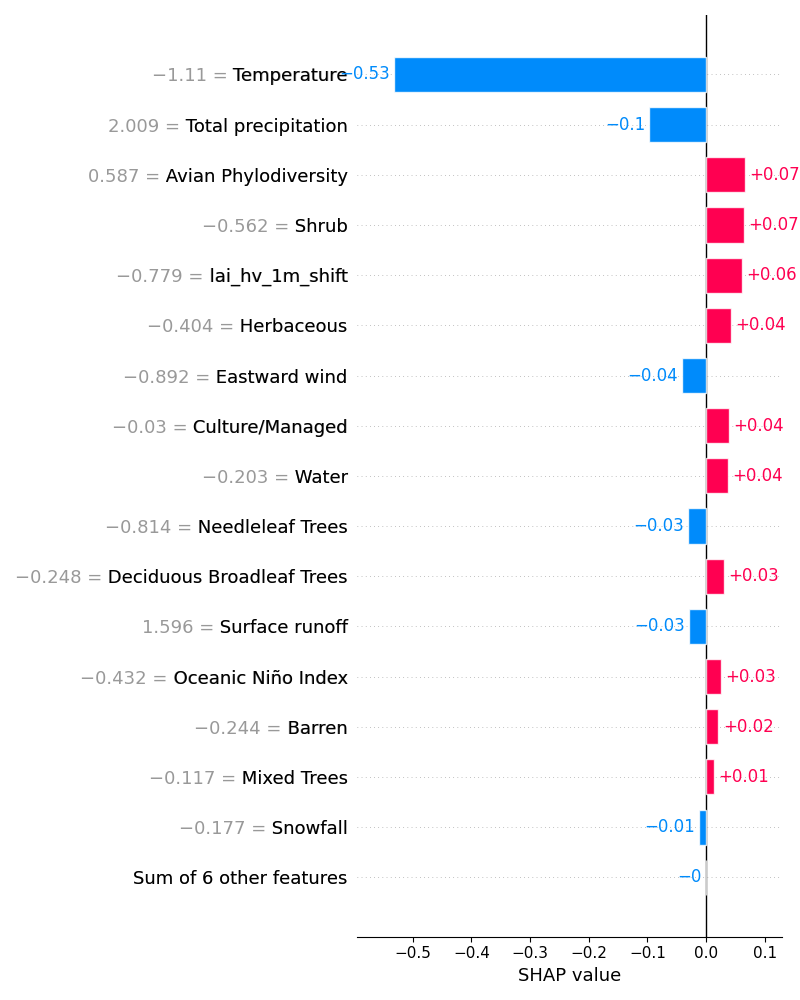 −1.11 = Temperature −0.53
2.009 = Total precipitation −0.1
0.587 = Avian Phylodiversity +0.07
−0.562 = Shrub +0.07
−0.779 = lai_hv_1m_shift +0.06
−0.404 = Herbaceous +0.04
−0.892 = Eastward wind −0.04
−0.03 = Culture/Managed +0.04
−0.203 = Water +0.04
−0.814 = Needleleaf Trees −0.03
−0.248 = Deciduous Broadleaf Trees +0.03
1.596 = Surface runoff −0.03
−0.432 = Oceanic Niño Index +0.03
−0.244 = Barren +0.02
−0.117 = Mixed Trees +0.01
−0.177 = Snowfall −0.01
Sum of 6 other features −0
−0.5 −0.4 −0.3 −0.2 −0.1 0.0 0.1
SHAP value